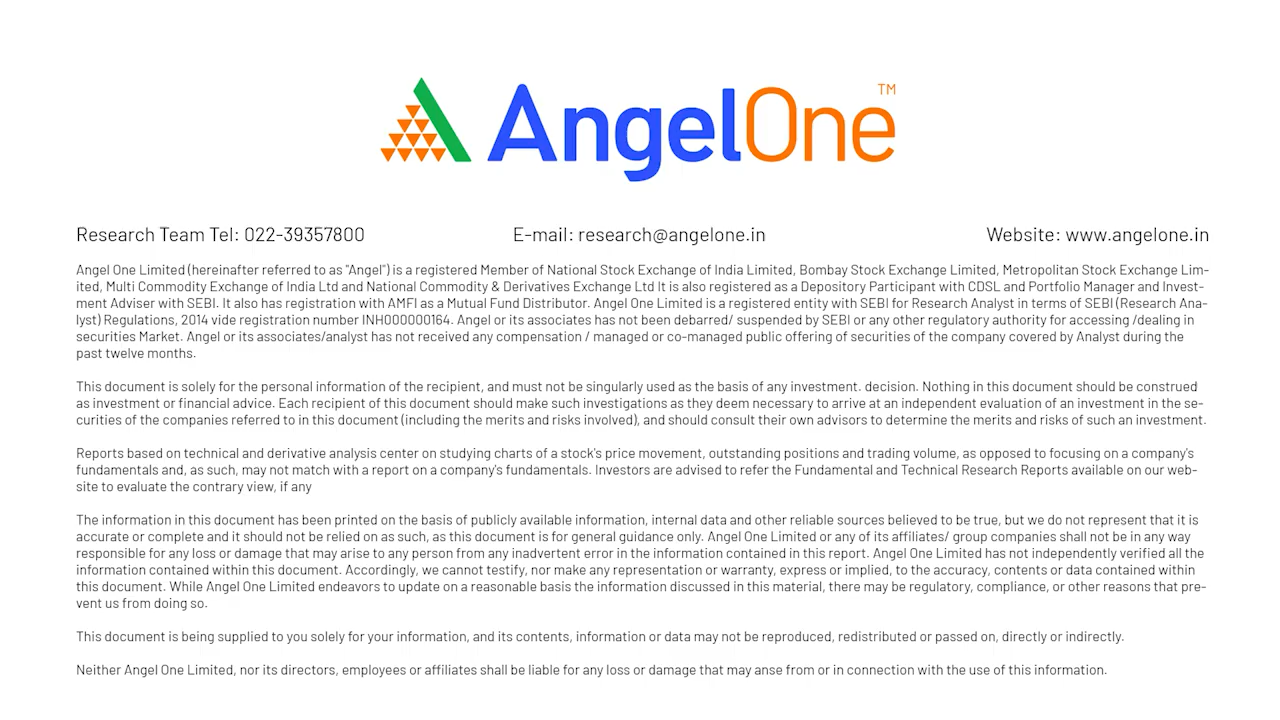 AngelOne™
Research Team Tel: 022-39357800 E-mail: research@angelone.in Website: www.angelone.in
Angel One Limited (hereinafter referred to as "Angel") is a registered Member of National Stock Exchange of India Limited, Bombay Stock Exchange Limited, Metropolitan Stock Exchange Lim-
ited, Multi Commodity Exchange of India Ltd and National Commodity & Derivatives Exchange Ltd It is also registered as a Depository Participant with CDSL and Portfolio Manager and Invest-
ment Adviser with SEBI. It also has registration with AMFI as a Mutual Fund Distributor. Angel One Limited is a registered entity with SEBI for Research Analyst in terms of SEBI (Research Ana-
lyst) Regulations, 2014 vide registration number INH000000164. Angel or its associates has not been debarred/ suspended by SEBI or any other regulatory authority for accessing /dealing in
securities Market. Angel or its associates/analyst has not received any compensation / managed or co-managed public offering of securities of the company covered by Analyst during the
past twelve months.
This document is solely for the personal information of the recipient, and must not be singularly used as the basis of any investment. decision. Nothing in this document should be construed
as investment or financial advice. Each recipient of this document should make such investigations as they deem necessary to arrive at an independent evaluation of an investment in the se-
curities of the companies referred to in this document (including the merits and risks involved), and should consult their own advisors to determine the merits and risks of such an investment.
Reports based on technical and derivative analysis center on studying charts of a stock's price movement, outstanding positions and trading volume, as opposed to focusing on a company's
fundamentals and, as such, may not match with a report on a company's fundamentals. Investors are advised to refer the Fundamental and Technical Research Reports available on our web-
site to evaluate the contrary view, if any
The information in this document has been printed on the basis of publicly available information, internal data and other reliable sources believed to be true, but we do not represent that it is
accurate or complete and it should not be relied on as such, as this document is for general guidance only. Angel One Limited or any of its affiliates/ group companies shall not be in any way
responsible for any loss or damage that may arise to any person from any inadvertent error in the information contained in this report. Angel One Limited has not independently verified all the
information contained within this document. Accordingly, we cannot testify, nor make any representation or warranty, express or implied, to the accuracy, contents or data contained within
this document. While Angel One Limited endeavors to update on a reasonable basis the information discussed in this material, there may be regulatory, compliance, or other reasons that pre-
vent us from doing so.
This document is being supplied to you solely for your information, and its contents, information or data may not be reproduced, redistributed or passed on, directly or indirectly.
Neither Angel One Limited, nor its directors, employees or affiliates shall be liable for any loss or damage that may anse from or in connection with the use of this information.